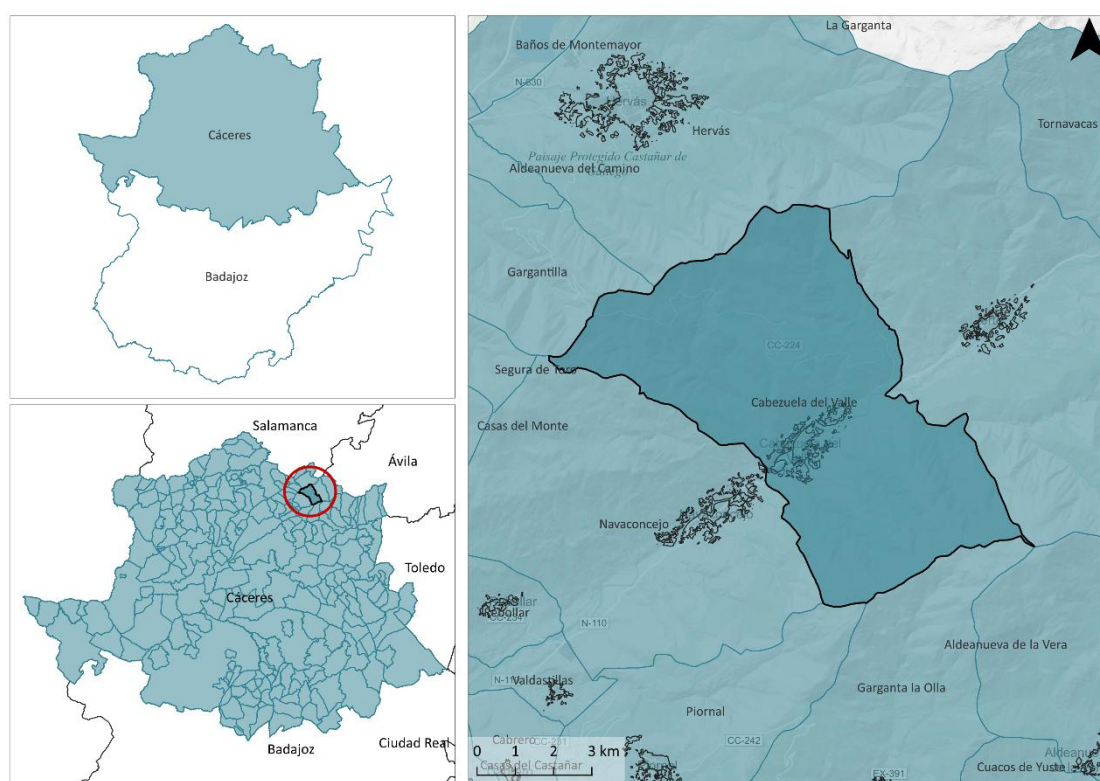 Cáceres
Badajoz
Salamanca
Ávila
Toledo
Cáceres
Badajoz
Ciudad Real
La Garganta
Baños de Montemayor
N-630
Hervás
Hervás
Tornavacas
Paisaje Protegido Castañar de
Aldeanueva del Camino
Gallego
Gargantilla
CC-224
Segura de Toro
Cabezuela del Valle
Casas del Monte
Navaconcejo
Rebollar
N-110
Aldeanueva de la Vera
Valdastillas
Garganta la Olla
Piornal
Cabrero
CC-242
0 1 2 3 km
Casas del Castañar
EX-391
Cuacos de Yuste